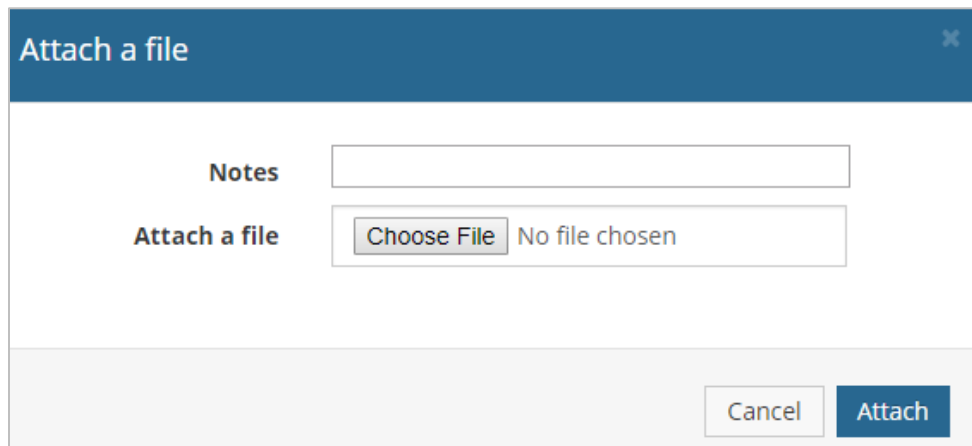 Attach a file
Notes
Attach a file Choose File No file chosen
Cancel Attach